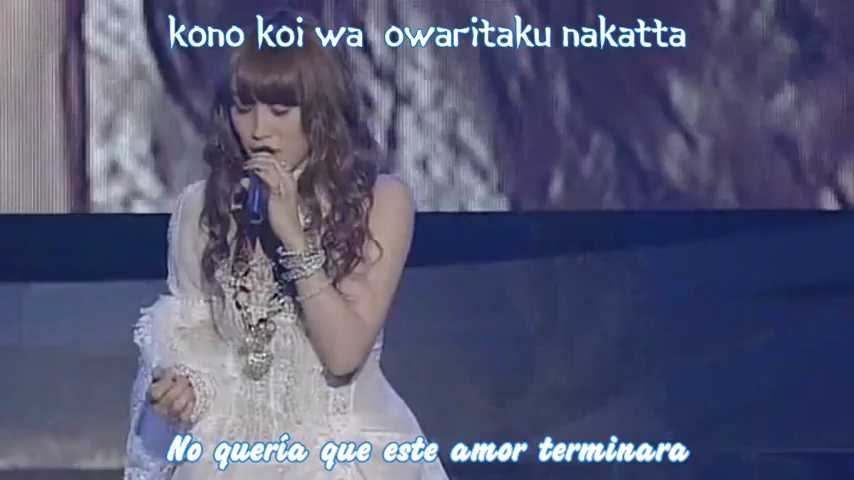 kono koi wa owaritaku nakatta
No quería que este amor terminara